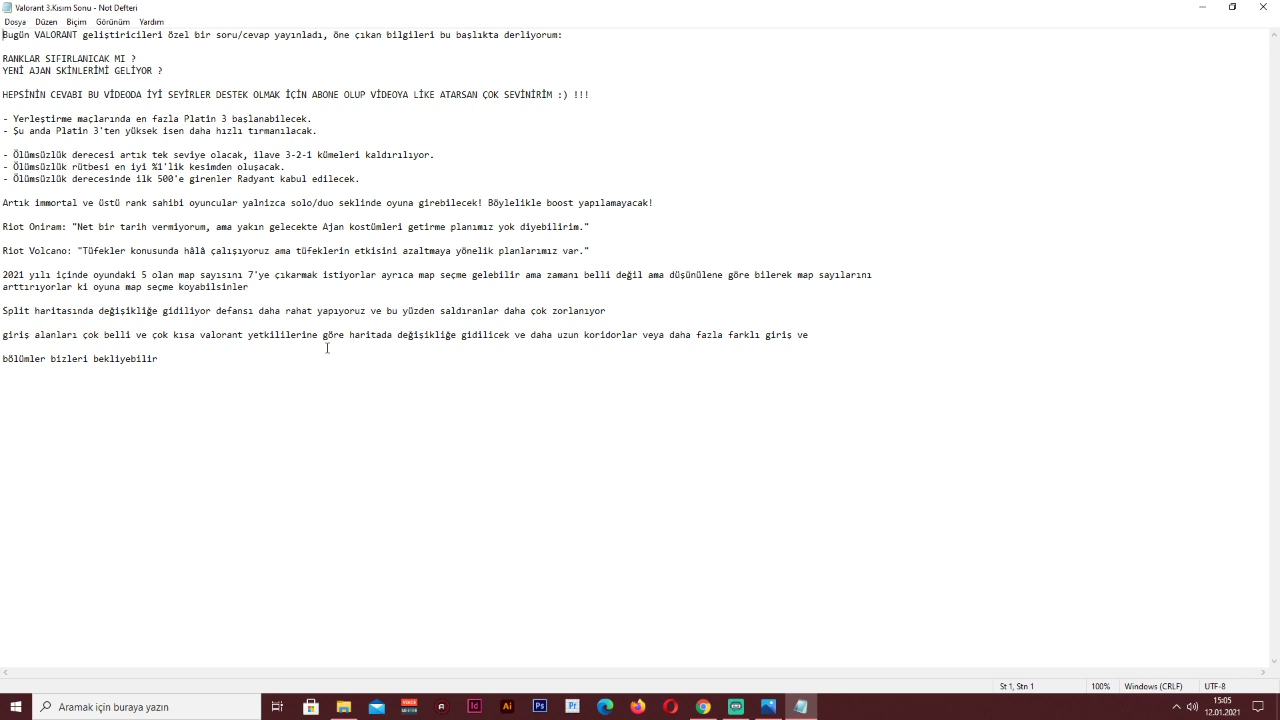 Valorant 3.Kısım Sonu - Not Defteri
Dosya Düzen Biçim Görünüm Yardım
Bugün VALORANT geliştiricileri özel bir soru/cevap yayınladı, öne çıkan bilgileri bu başlıkta derliyorum:
RANKLAR SIFIRLANICAK MI ?
YENİ AJAN SKİNLERİMİ GELİYOR ?
HEPSİNİN CEVABI BU VİDEODA İYİ SEYİRLER DESTEK OLMAK İÇİN ABONE OLUP VİDEOYA LİKE ATARSAN ÇOK SEVİNİRİM :) !!!
- Yerleştirme maçlarında en fazla Platin 3 başlanabilecek.
- Şu anda Platin 3'ten yüksek isen daha hızlı tırmanılacak.
- Ölümsüzlük derecesi artık tek seviye olacak, ilave 3-2-1 kümeleri kaldırılıyor.
- Ölümsüzlük rütbesi en iyi %1'lik kesimden oluşacak.
- Ölümsüzlük derecesinde ilk 500'e girenler Radyant kabul edilecek.
Artık immortal ve üstü rank sahibi oyuncular yalnizca solo/duo seklinde oyuna girebilecek! Böylelikle boost yapılamayacak!
Riot Oniram: "Net bir tarih vermiyorum, ama yakın gelecekte Ajan kostümleri getirme planımız yok diyebilirim."
Riot Volcano: "Tüfekler konusunda hâlâ çalışıyoruz ama tüfeklerin etkisini azaltmaya yönelik planlarımız var."
2021 yılı içinde oyundaki 5 olan map sayısını 7'ye çıkarmak istiyorlar ayrıca map seçme gelebilir ama zamanı belli değil ama düşünülene göre bilerek map sayılarını
arttırıyorlar ki oyuna map seçme koyabilsinler
Split haritasında değişikliğe gidiliyor defansı daha rahat yapıyoruz ve bu yüzden saldıranlar daha çok zorlanıyor
giriş alanları çok belli ve çok kısa valorant yetkililerine göre haritada değişikliğe gidilicek ve daha uzun koridorlar veya daha fazla farklı giriş ve
bölümler bizleri bekliyebilir
St 1, Stn 1 100% Windows (CRLF) UTF-8
Aramak için buraya yazın
15:05
12.01.2021